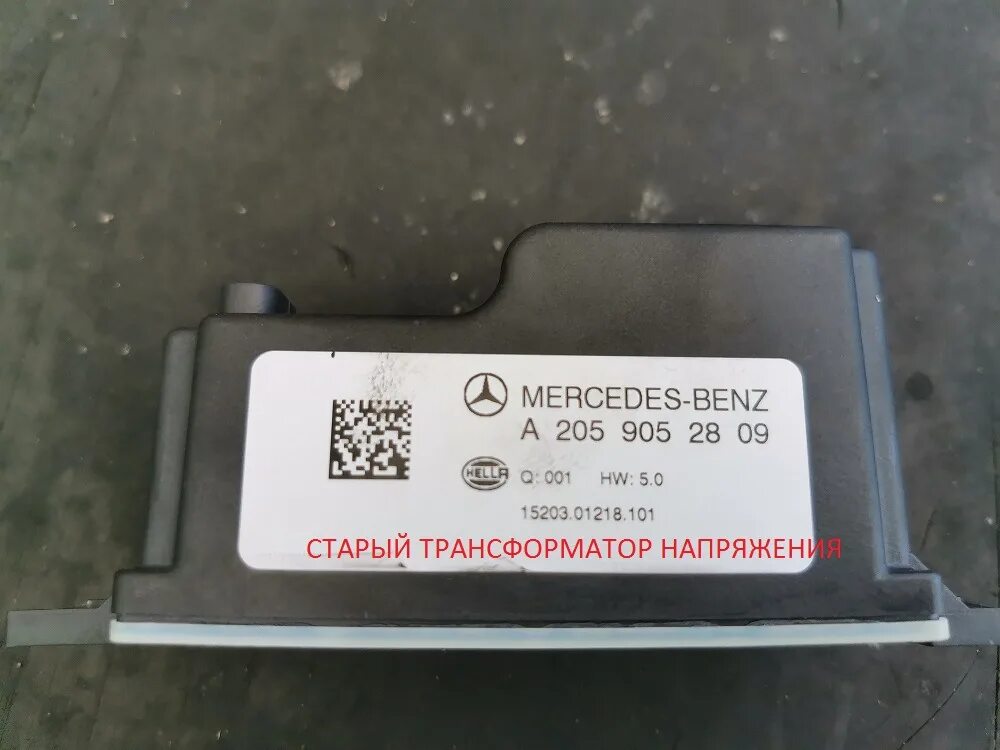 MERCEDES-BENZ
A 205 905 28 09
HELLA Q: 001 HW: 5.0
15203.01218.101
СТАРЫЙ ТРАНСФОРМАТОР НАПРЯЖЕНИЯ